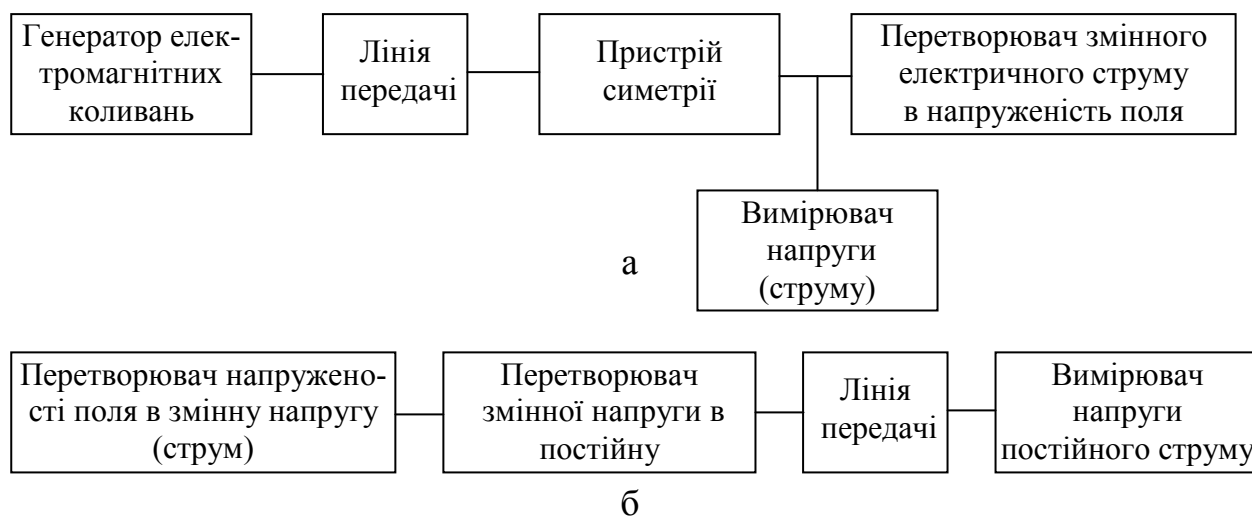 Генератор елек-
тромагнітних
коливань
Лінія
передачі
Пристрій
симетрії
Перетворювач змінного
електричного струму
в напруженість поля
Вимірювач
напруги
(струму)
а
Перетворювач напружено-
сті поля в змінну напругу
(струм)
Перетворювач
змінної напруги в
постійну
Лінія
передачі
Вимірювач
напруги
постійного струму
б